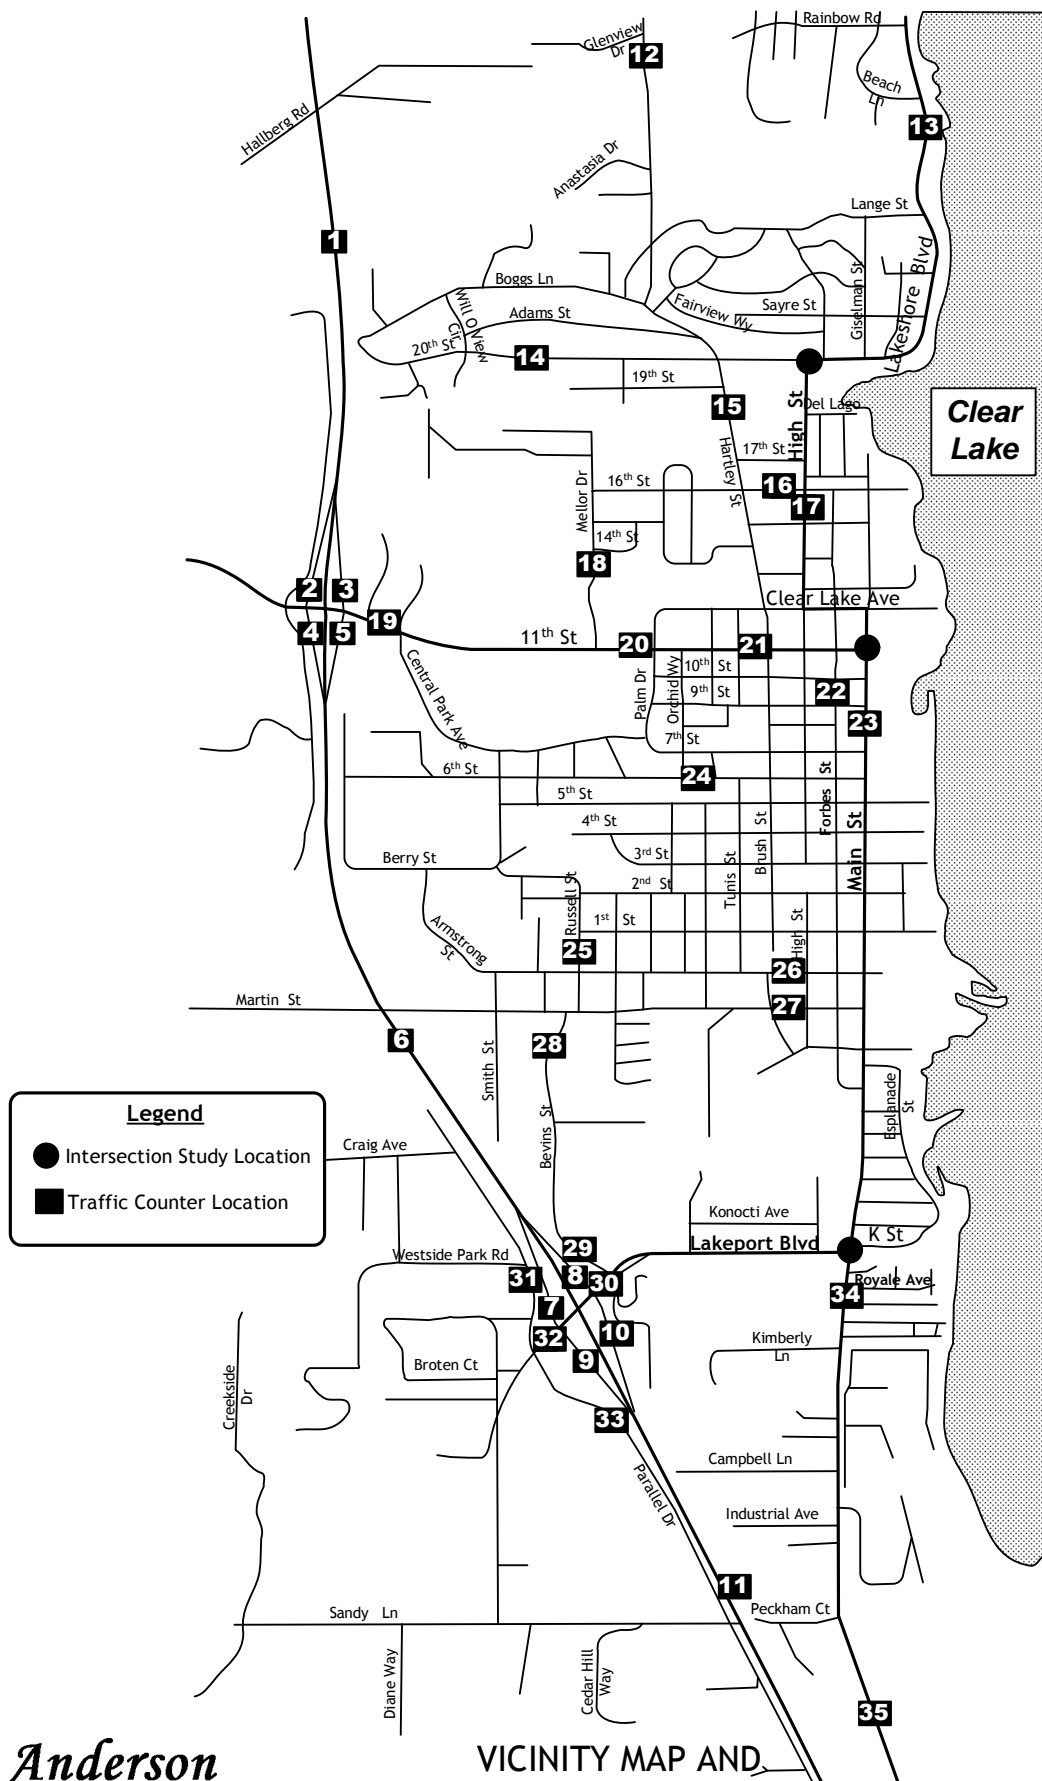 Rainbow Rd
Glenview
Dr
12
Beach
Ln
13
Hallberg Rd
Anastasia Dr
Lange St
1
Lakeshore Blvd
Giselman St
Boggs Ln
Will O View
Cir
Fairview Wy
Sayre St
Adams St
20th St
14
19th St
15
High St
Del Lago
Clear
Lake
Hartley St
17th St
16th St
16
17
Mellor Dr
14th St
18
2
3
Clear Lake Ave
19
4
5
11th St
20
21
Central Park Ave
Palm Dr
Orchid Wy
10th St
9th St
22
23
7th St
6th St
24
5th St
Forbes St
Main St
4th St
Brush St
3rd St
Berry St
Tunis St
2nd St
Russell St
1st St
High St
Armstrong
St
25
26
Martin St
27
6
28
Smith St
Esplanade
St
Legend
Intersection Study Location
Traffic Counter Location
Craig Ave
Bevins St
Konocti Ave
K St
Lakeport Blvd
Westside Park Rd
29
31
8
30
Royale Ave
34
7
10
32
Kimberly
Ln
9
Broten Ct
Creekside
Dr
33
Campbell Ln
Parallel Dr
Industrial Ave
11
Peckham Ct
Sandy Ln
Diane Way
Cedar Hill
Way
35
Anderson
VICINITY MAP AND